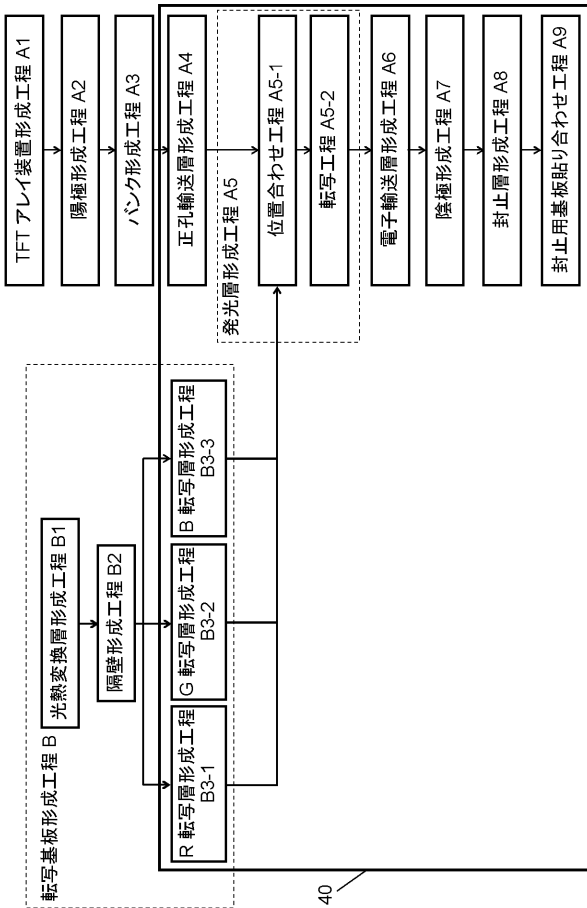 TFT アレイ装置形成工程 A1
陽極形成工程 A2
バンク形成工程 A3
正孔輸送層形成工程 A4
発光層形成工程 A5
位置合わせ工程 A5-1
転写工程 A5-2
電子輸送層形成工程 A6
陰極形成工程 A7
封止層形成工程 A8
封止用基板貼り合わせ工程 A9
転写基板形成工程 B
光熱変換層形成工程 B1
隔壁形成工程 B2
R 転写層形成工程
B3-1
G 転写層形成工程
B3-2
B 転写層形成工程
B3-3
40